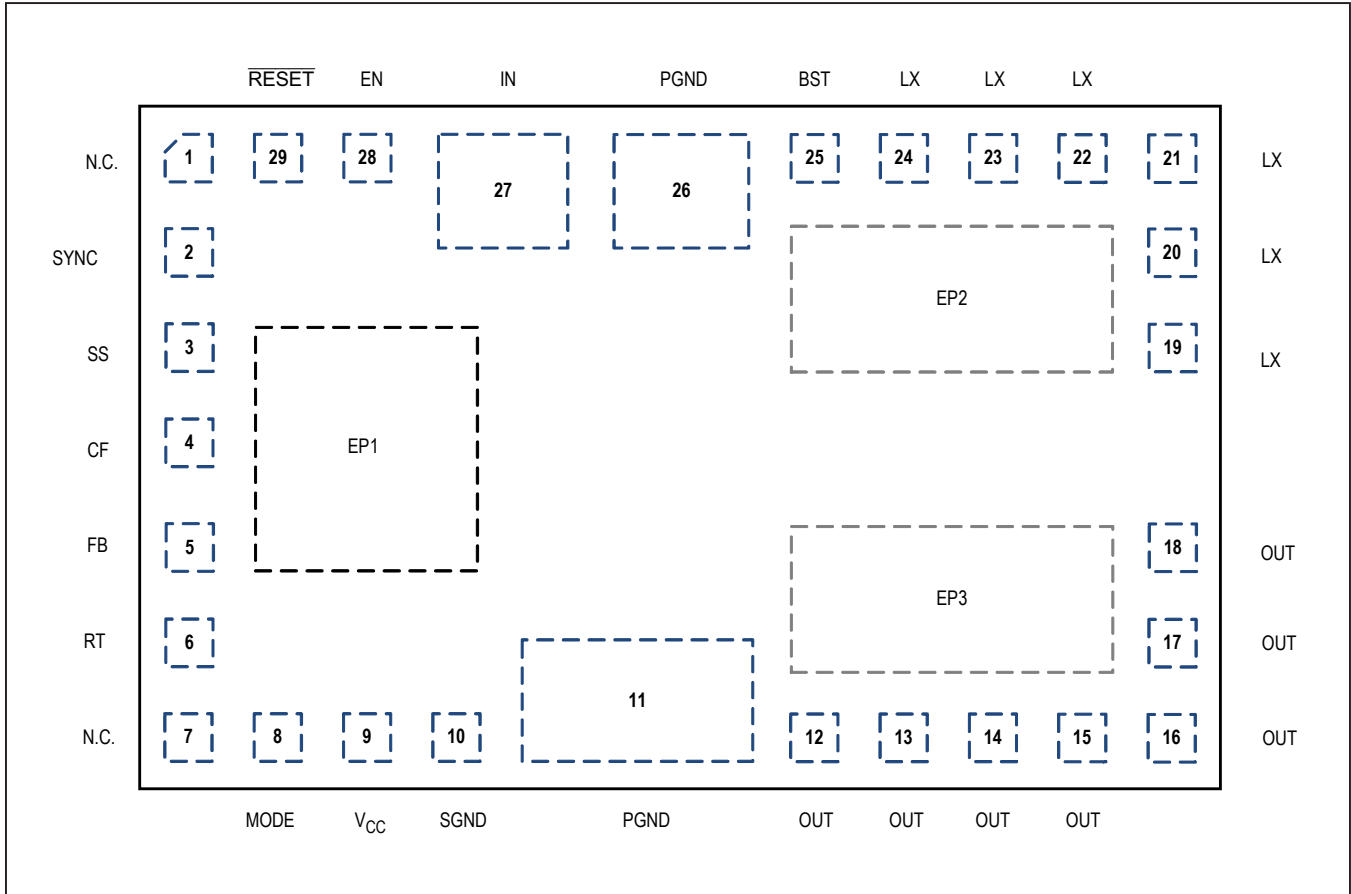 RESET EN IN PGND BST LX LX LX
N.C. 1 29 28 27 26 25 24 23 22 21 LX
SYNC 2 20 LX
EP2
SS 3 19 LX
CF 4 EP1
FB 5 18 OUT
EP3
RT 6 17 OUT
11
N.C. 7 8 9 10 12 13 14 15 16 OUT
MODE VCC SGND PGND OUT OUT OUT OUT